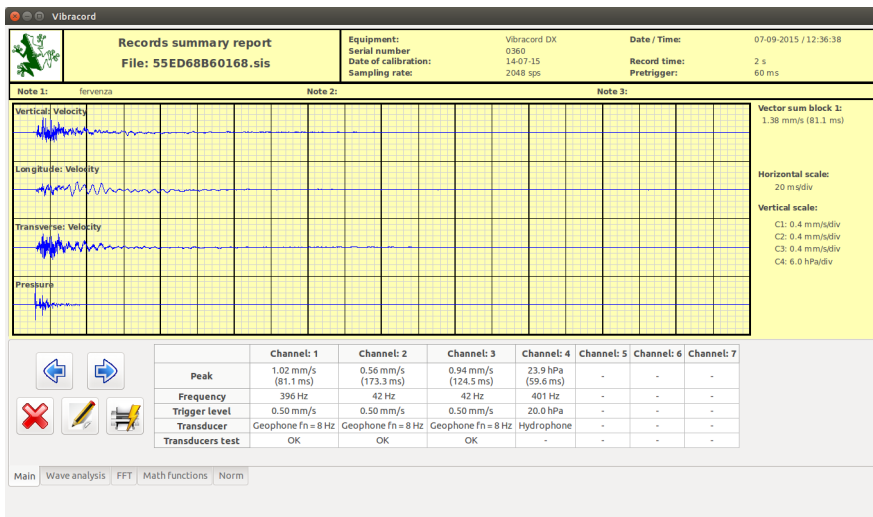 Vibracord
Records summary report
File: 55ED68B60168.sis
Equipment: Vibracord DX
Serial number 0360
Date of calibration: 14-07-15
Sampling rate: 2048 sps
Date / Time: 07-09-2015 / 12:36:38
Record time: 2 s
Pretrigger: 60 ms
Note 1: fervenza Note 2: Note 3:
Vertical: Velocity
Longitude: Velocity
Transverse: Velocity
Pressure
Vector sum block 1:
1.38 mm/s (81.1 ms)
Horizontal scale:
20 ms/div
Vertical scale:
C1: 0.4 mm/s/div
C2: 0.4 mm/s/div
C3: 0.4 mm/s/div
C4: 6.0 hPa/div
Channel: 1 Channel: 2 Channel: 3 Channel: 4 Channel: 5 Channel: 6 Channel: 7
Peak 1.02 mm/s (81.1 ms) 0.56 mm/s (173.3 ms) 0.94 mm/s (124.5 ms) 23.9 hPa (59.6 ms) - - -
Frequency 396 Hz 42 Hz 42 Hz 401 Hz - - -
Trigger level 0.50 mm/s 0.50 mm/s 0.50 mm/s 20.0 hPa - - -
Transducer Geophone fn = 8 Hz Geophone fn = 8 Hz Geophone fn = 8 Hz Hydrophone - - -
Transducers test OK OK OK - - - -
Main Wave analysis FFT Math functions Norm